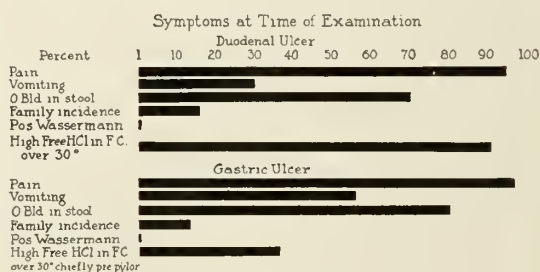 Symptoms at Time of Examination
Duodenal Ulcer
Percent 1 10 20 30 40 50 60 70 80 90 100
Pain
Vomiting
O Bld in stool
Family incidence
Pos Wassermann
High Free HCl in F C.
over 30°
Gastric Ulcer
Pain
Vomiting
O Bld in stool
Family incidence
Pos Wassermann
High Free HCl in FC
over 30° chiefly pre pylor